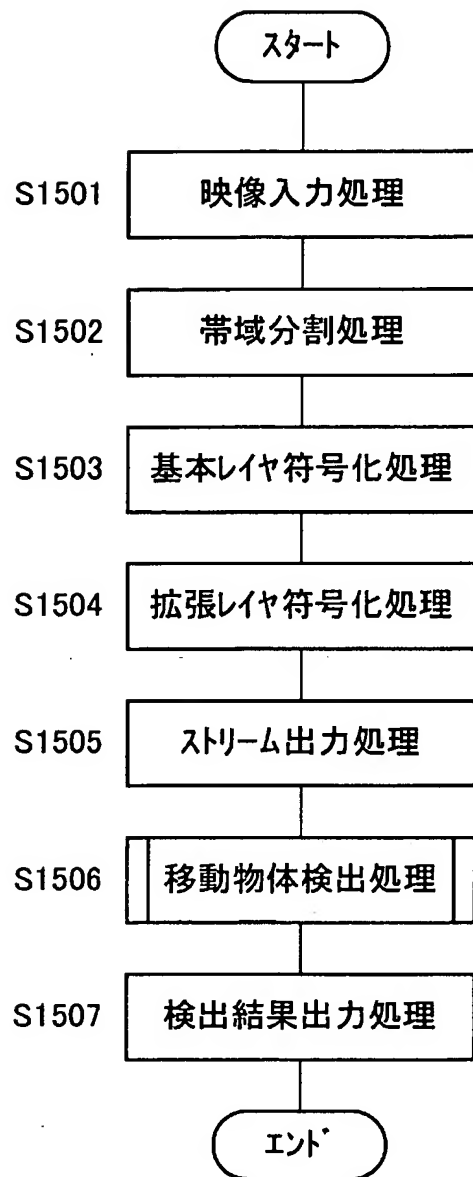 スタート
S1501 映像入力処理
S1502 帯域分割処理
S1503 基本レイヤ符号化処理
S1504 拡張レイヤ符号化処理
S1505 ストリーム出力処理
S1506 移動物体検出処理
S1507 検出結果出力処理
エンド